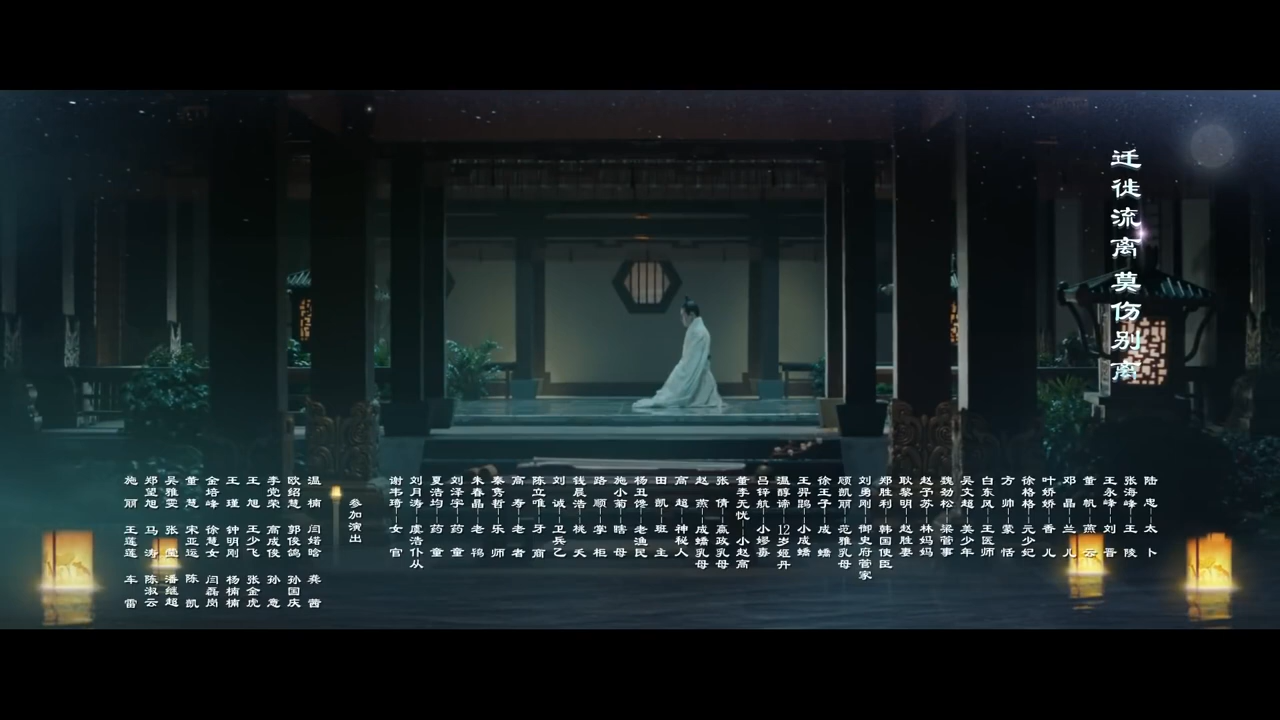 迁徙流离莫伤别离
陆忠—太卜
张海峰—王陵
王永峰—刘晋
董凯—燕云
邓晶—兰儿
叶娇娇—香儿
徐格格—元少妃
方帅—蒙恬
白东风—王医师
吴文超—美少年
魏劲松—梁管事
赵予苏—林妈妈
耿黎明—赵胜妻
郑胜利—韩国使臣
刘勇刚—御史府管家
顾凯丽—范雅乳母
徐王子—成蟜
王羿鹍—小成蟜
温醇谛—12岁姬丹
吕锌航—小嫪毐
董李无忧—小赵高
张倩—嬴政乳母
赵燕—成蟜乳母
高超—神秘人
田凯—班主
杨丑馋—老渔民
施小菊—瞎母
路顺—掌柜
钱晨浩—桃夭
刘诚—卫兵乙
陈立唯—牙商
高寿—老者
秦隽哲—乐师
朱春晶—老鸨
刘泽宇—药童
夏浩均—药童
刘月涛—虞浩仆从
谢韦琦—女官
参加演出
温楠 闫婼晗 龚茜
欧绍慧 郭俊鸽 孙国庆
李党荣 高成俊 孙意
王旭 王少飞 张金虎
王瑾 钟明刚 杨楠楠
金培峰 徐慧女 闫磊岗
董慧 宋亚运 陈凯
吴雅雯 张莹 潘继超
郑望旭 马涛 陈淑云
施丽 王莲莲 车雷